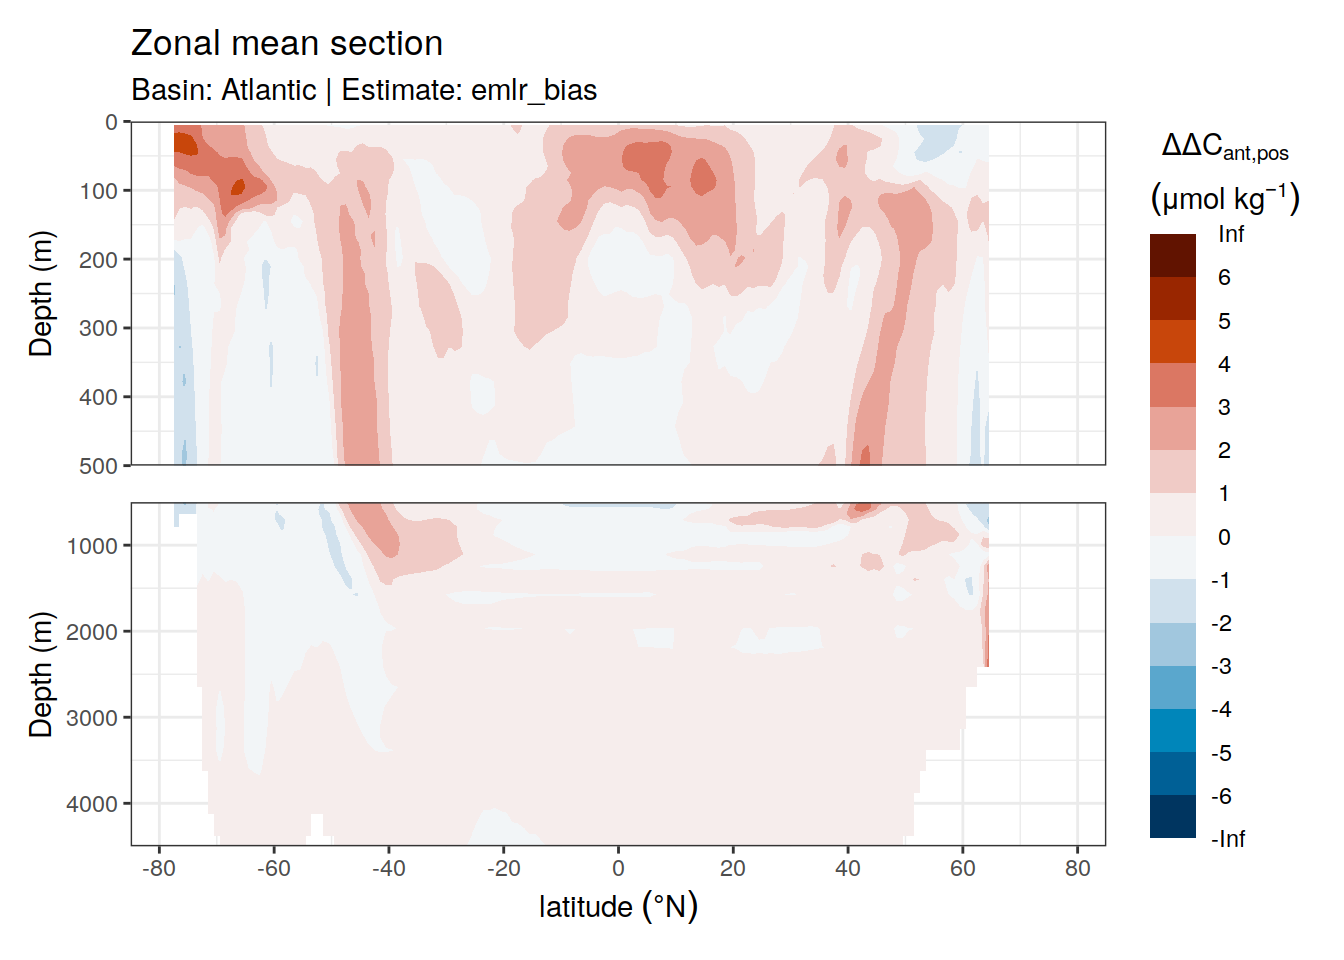 Zonal mean section
Basin: Atlantic | Estimate: emlr_bias
0
100
200
300
400
500
Depth (m)
1000
2000
3000
4000
Depth (m)
-80 -60 -40 -20 0 20 40 60 80
latitude (°N)
ΔΔCant,pos
(μmol kg⁻¹)
Inf
6
5
4
3
2
1
0
-1
-2
-3
-4
-5
-6
-Inf